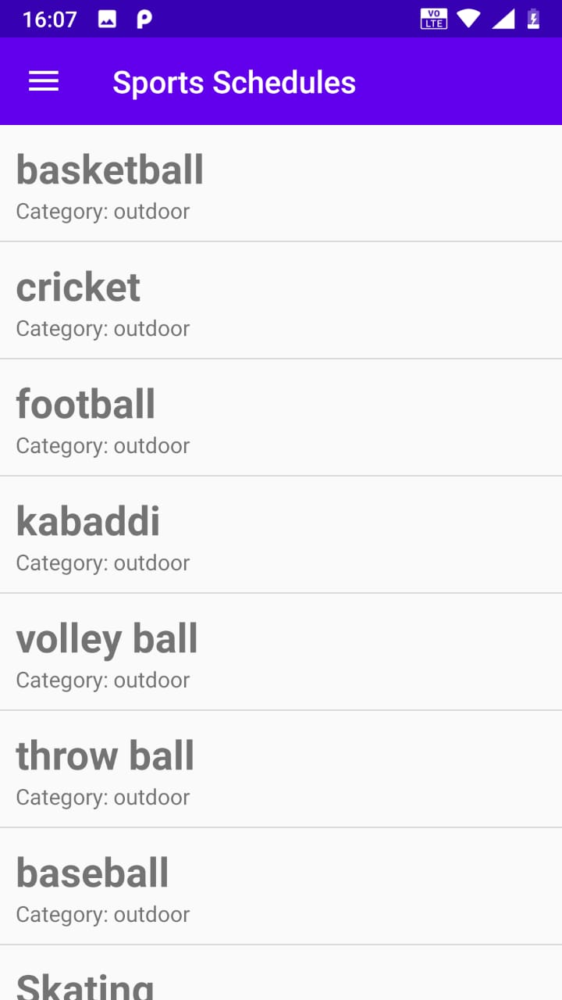 16:07
VO
LTE
Sports Schedules
basketball
Category: outdoor
cricket
Category: outdoor
football
Category: outdoor
kabaddi
Category: outdoor
volley ball
Category: outdoor
throw ball
Category: outdoor
baseball
Category: outdoor
Skating